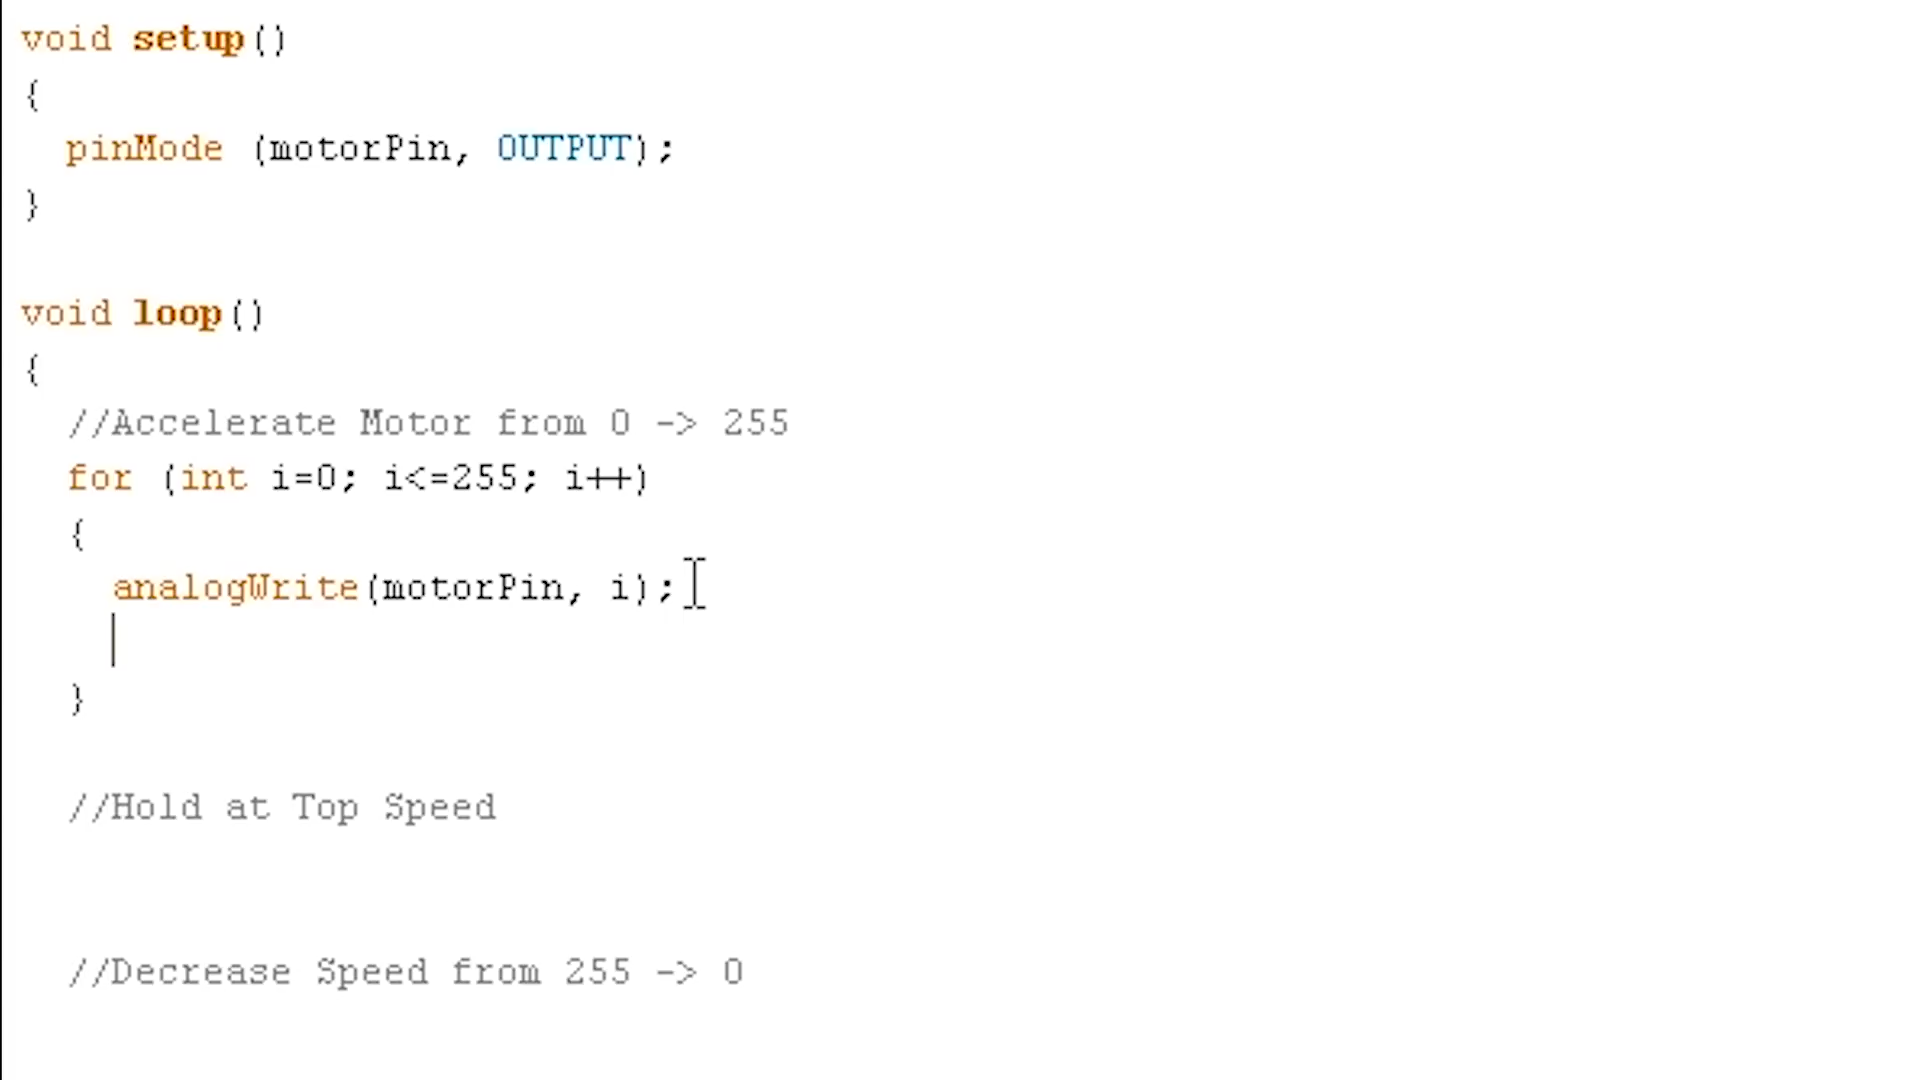 void setup()
{
  pinMode (motorPin, OUTPUT);
}
void loop()
{
  //Accelerate Motor from 0 -> 255
  for (int i=0; i<=255; i++)
  {
    analogWrite(motorPin, i);
  }
  //Hold at Top Speed
  //Decrease Speed from 255 -> 0